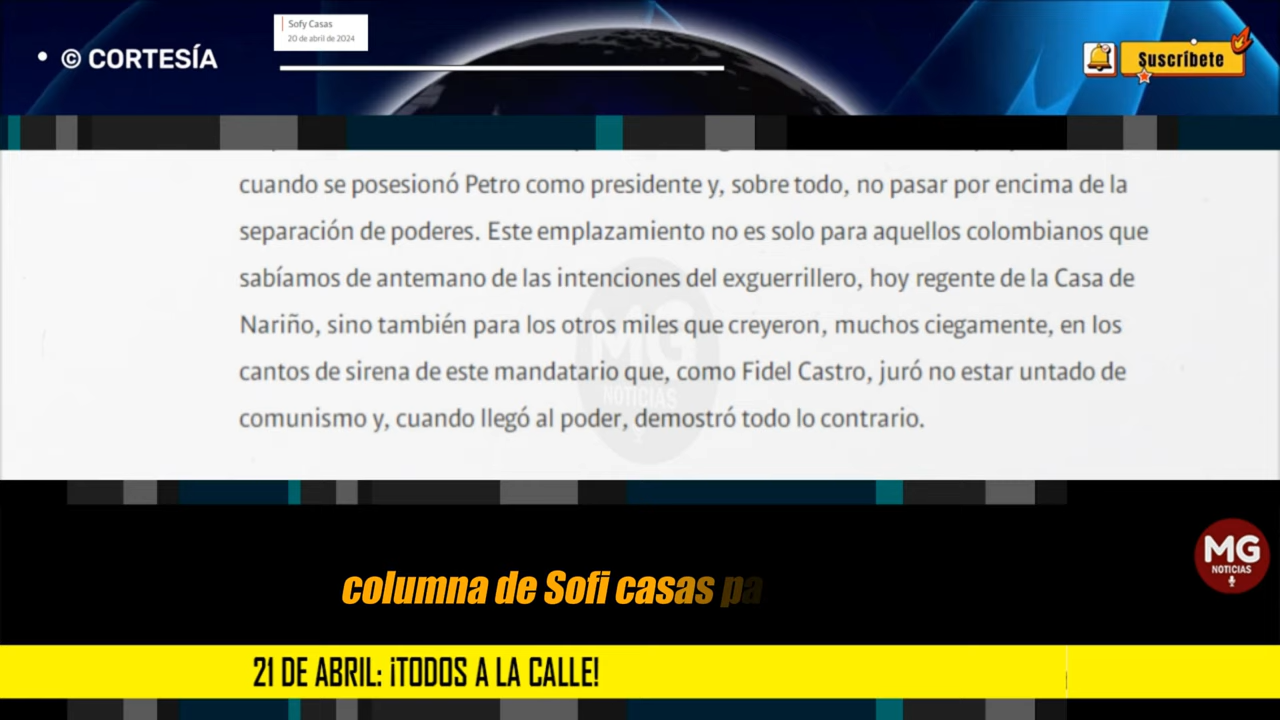 Sofy Casas
20 de abril de 2024
• © CORTESÍA
Suscríbete
cuando se posesionó Petro como presidente y, sobre todo, no pasar por encima de la
separación de poderes. Este emplazamiento no es solo para aquellos colombianos que
sabíamos de antemano de las intenciones del exguerrillero, hoy regente de la Casa de
Nariño, sino también para los otros miles que creyeron, muchos ciegamente, en los
cantos de sirena de este mandatario que, como Fidel Castro, juró no estar untado de
comunismo y, cuando llegó al poder, demostró todo lo contrario.
MG
NOTICIAS
MG
NOTICIAS
columna de Sofi casas pa
21 DE ABRIL: ¡TODOS A LA CALLE!